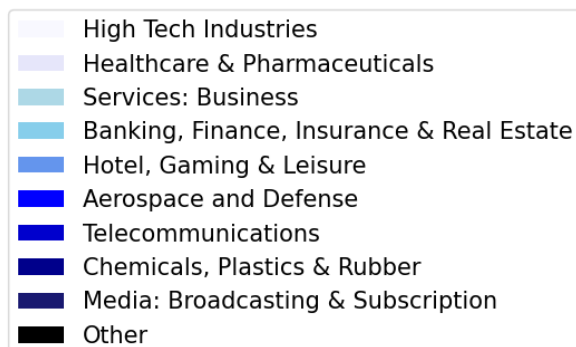 High Tech Industries
Healthcare & Pharmaceuticals
Services: Business
Banking, Finance, Insurance & Real Estate
Hotel, Gaming & Leisure
Aerospace and Defense
Telecommunications
Chemicals, Plastics & Rubber
Media: Broadcasting & Subscription
Other